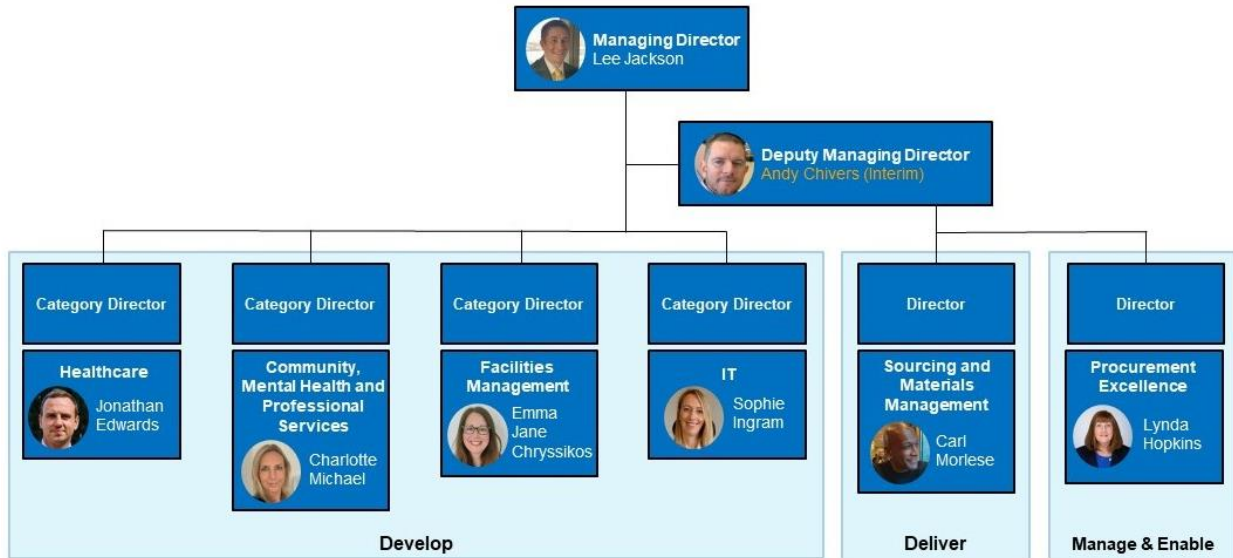 Managing Director
Lee Jackson
Deputy Managing Director
Andy Chivers (Interim)
Category Director
Category Director
Category Director
Category Director
Director
Director
Healthcare
Jonathan
Edwards
Community,
Mental Health and
Professional
Services
Charlotte
Michael
Facilities
Management
Emma
Jane
Chryssikos
IT
Sophie
Ingram
Sourcing and
Materials
Management
Carl
Morlese
Procurement
Excellence
Lynda
Hopkins
Develop
Deliver
Manage & Enable